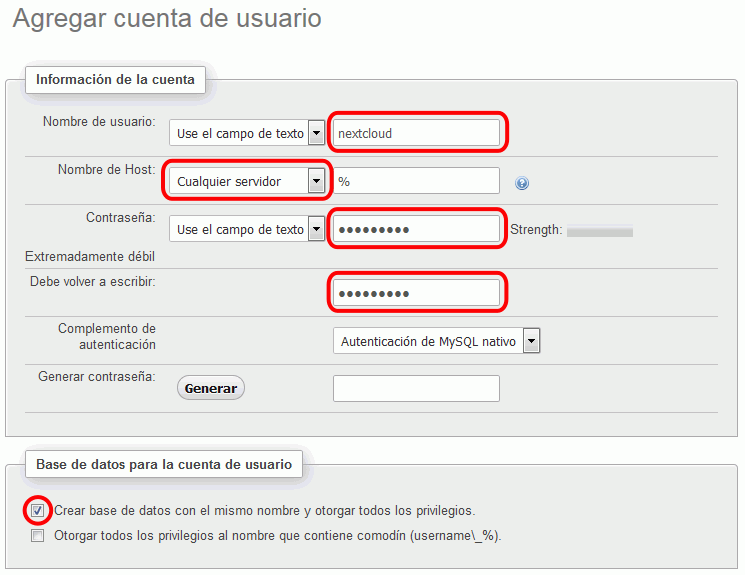 Agregar cuenta de usuario
Información de la cuenta
Nombre de usuario: Use el campo de texto nextcloud
Nombre de Host: Cualquier servidor %
Contraseña: Use el campo de texto ●●●●●●●●● Strength:
Extremadamente débil
Debe volver a escribir: ●●●●●●●●●
Complemento de
autenticación Autenticación de MySQL nativo
Generar contraseña: Generar
Base de datos para la cuenta de usuario
Crear base de datos con el mismo nombre y otorgar todos los privilegios.
Otorgar todos los privilegios al nombre que contiene comodín (username\_%).